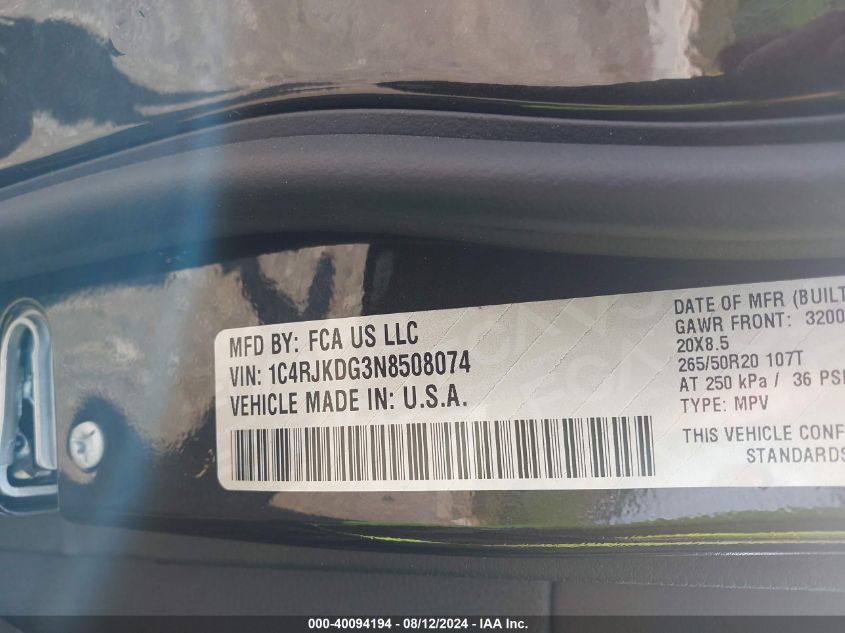 MFD BY: FCA US LLC
VIN: 1C4RJKDG3N8508074
VEHICLE MADE IN: U.S.A.
DATE OF MFR (BUILT
GAWR FRONT: 3200
20X8.5
265/50R20 107T
AT 250 kPa / 36 PSI
TYPE: MPV
THIS VEHICLE CONF
STANDARDS
000-40094194 - 08/12/2024 - IAA Inc.